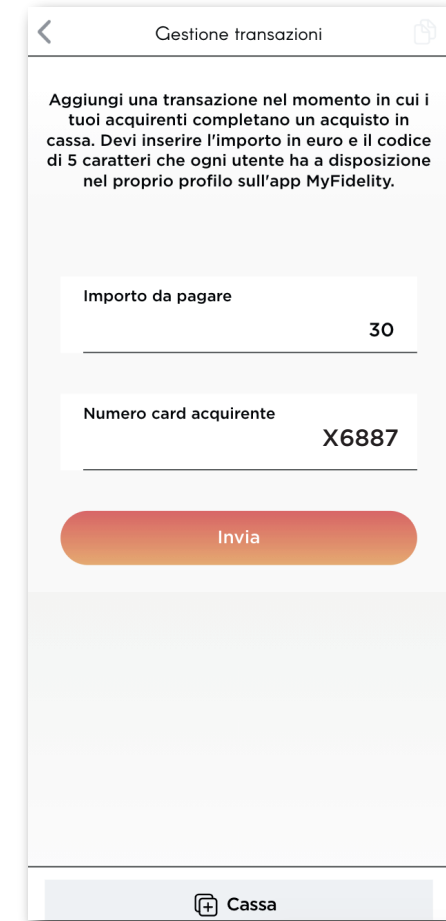 Gestione transazioni
Aggiungi una transazione nel momento in cui i
tuoi acquirenti completano un acquisto in
cassa. Devi inserire l'importo in euro e il codice
di 5 caratteri che ogni utente ha a disposizione
nel proprio profilo sull'app MyFidelity.
Importo da pagare
30
Numero card acquirente
X6887
Invia
Cassa